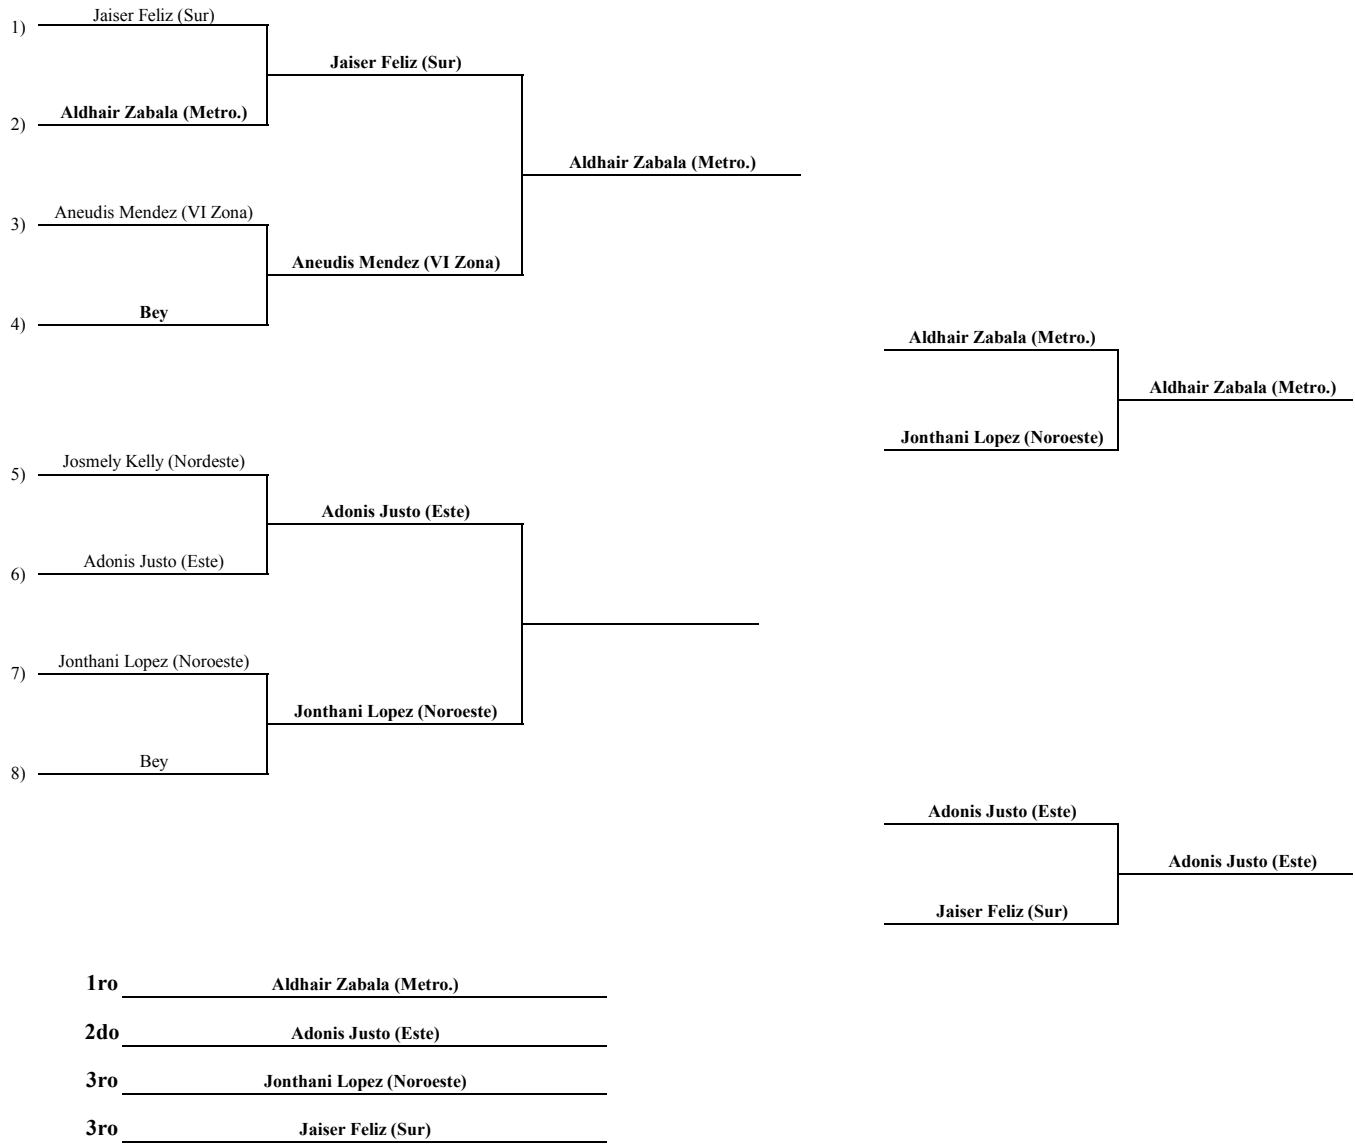 1) Jaiser Feliz (Sur)
Jaiser Feliz (Sur)
2) Aldhair Zabala (Metro.)
Aldhair Zabala (Metro.)
3) Aneudis Mendez (VI Zona)
Aneudis Mendez (VI Zona)
4) Bey
Aldhair Zabala (Metro.)
Aldhair Zabala (Metro.)
Jonthani Lopez (Noroeste)
5) Josmely Kelly (Nordeste)
Adonis Justo (Este)
6) Adonis Justo (Este)
7) Jonthani Lopez (Noroeste)
Jonthani Lopez (Noroeste)
8) Bey
Adonis Justo (Este)
Adonis Justo (Este)
Jaiser Feliz (Sur)
1ro Aldhair Zabala (Metro.)
2do Adonis Justo (Este)
3ro Jonthani Lopez (Noroeste)
3ro Jaiser Feliz (Sur)